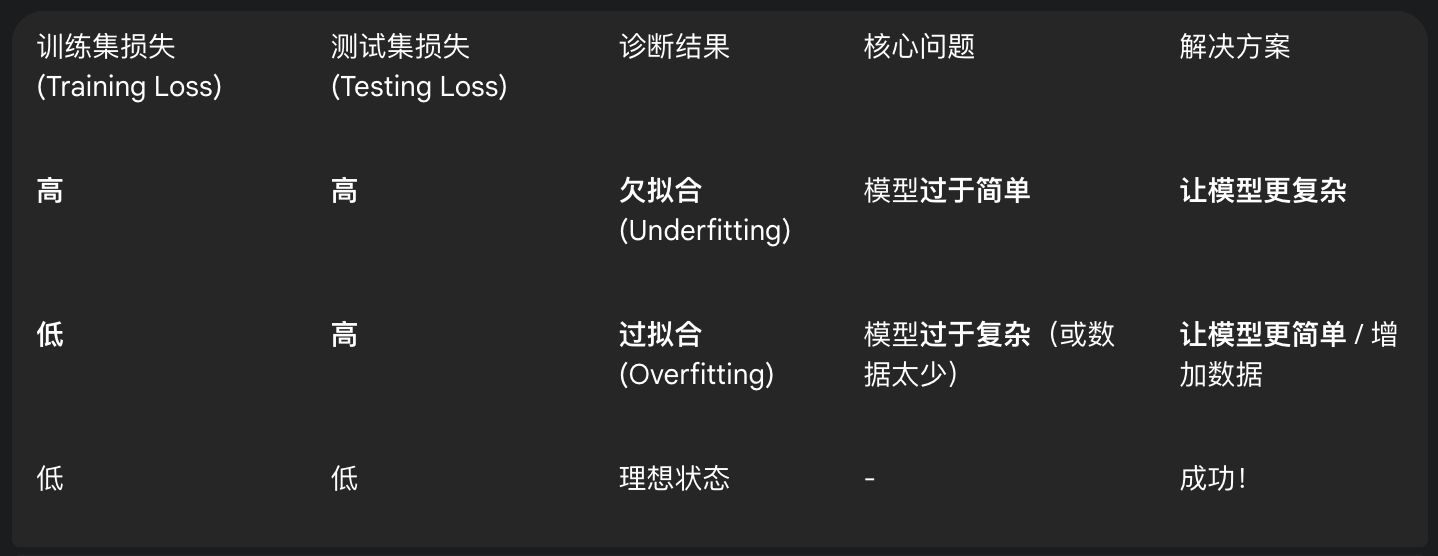 训练集损失 测试集损失 诊断结果 核心问题 解决方案
(Training Loss) (Testing Loss)
高 高 欠拟合 模型过于简单 让模型更复杂
(Underfitting)
低 高 过拟合 模型过于复杂（或数 让模型更简单 / 增
(Overfitting) 据太少） 加数据
低 低 理想状态 - 成功！